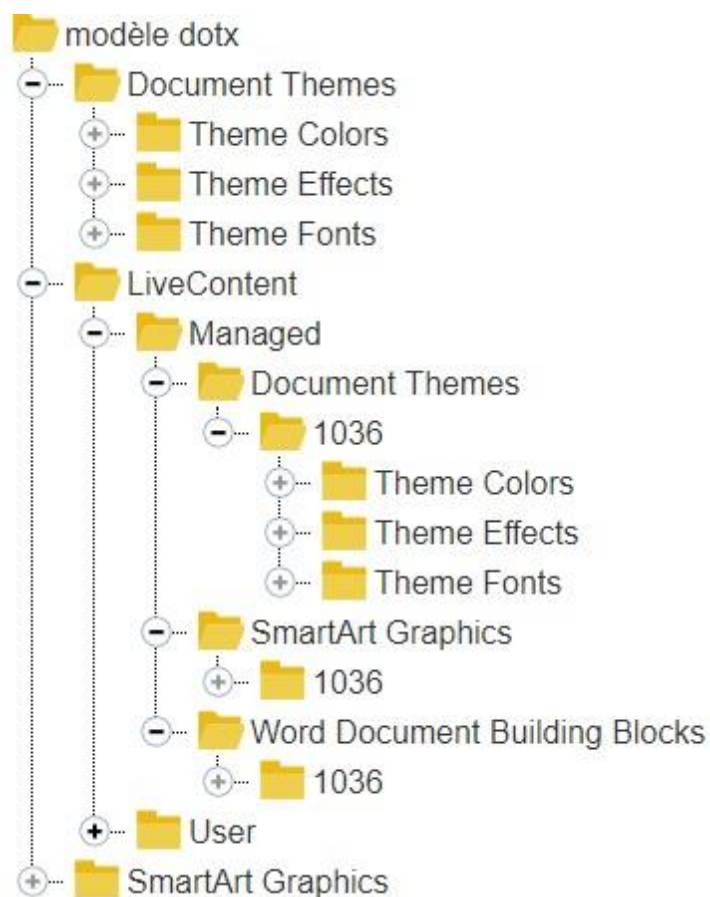 modèle dotx
Document Themes
Theme Colors
Theme Effects
Theme Fonts
LiveContent
Managed
Document Themes
1036
Theme Colors
Theme Effects
Theme Fonts
SmartArt Graphics
1036
Word Document Building Blocks
1036
User
SmartArt Graphics